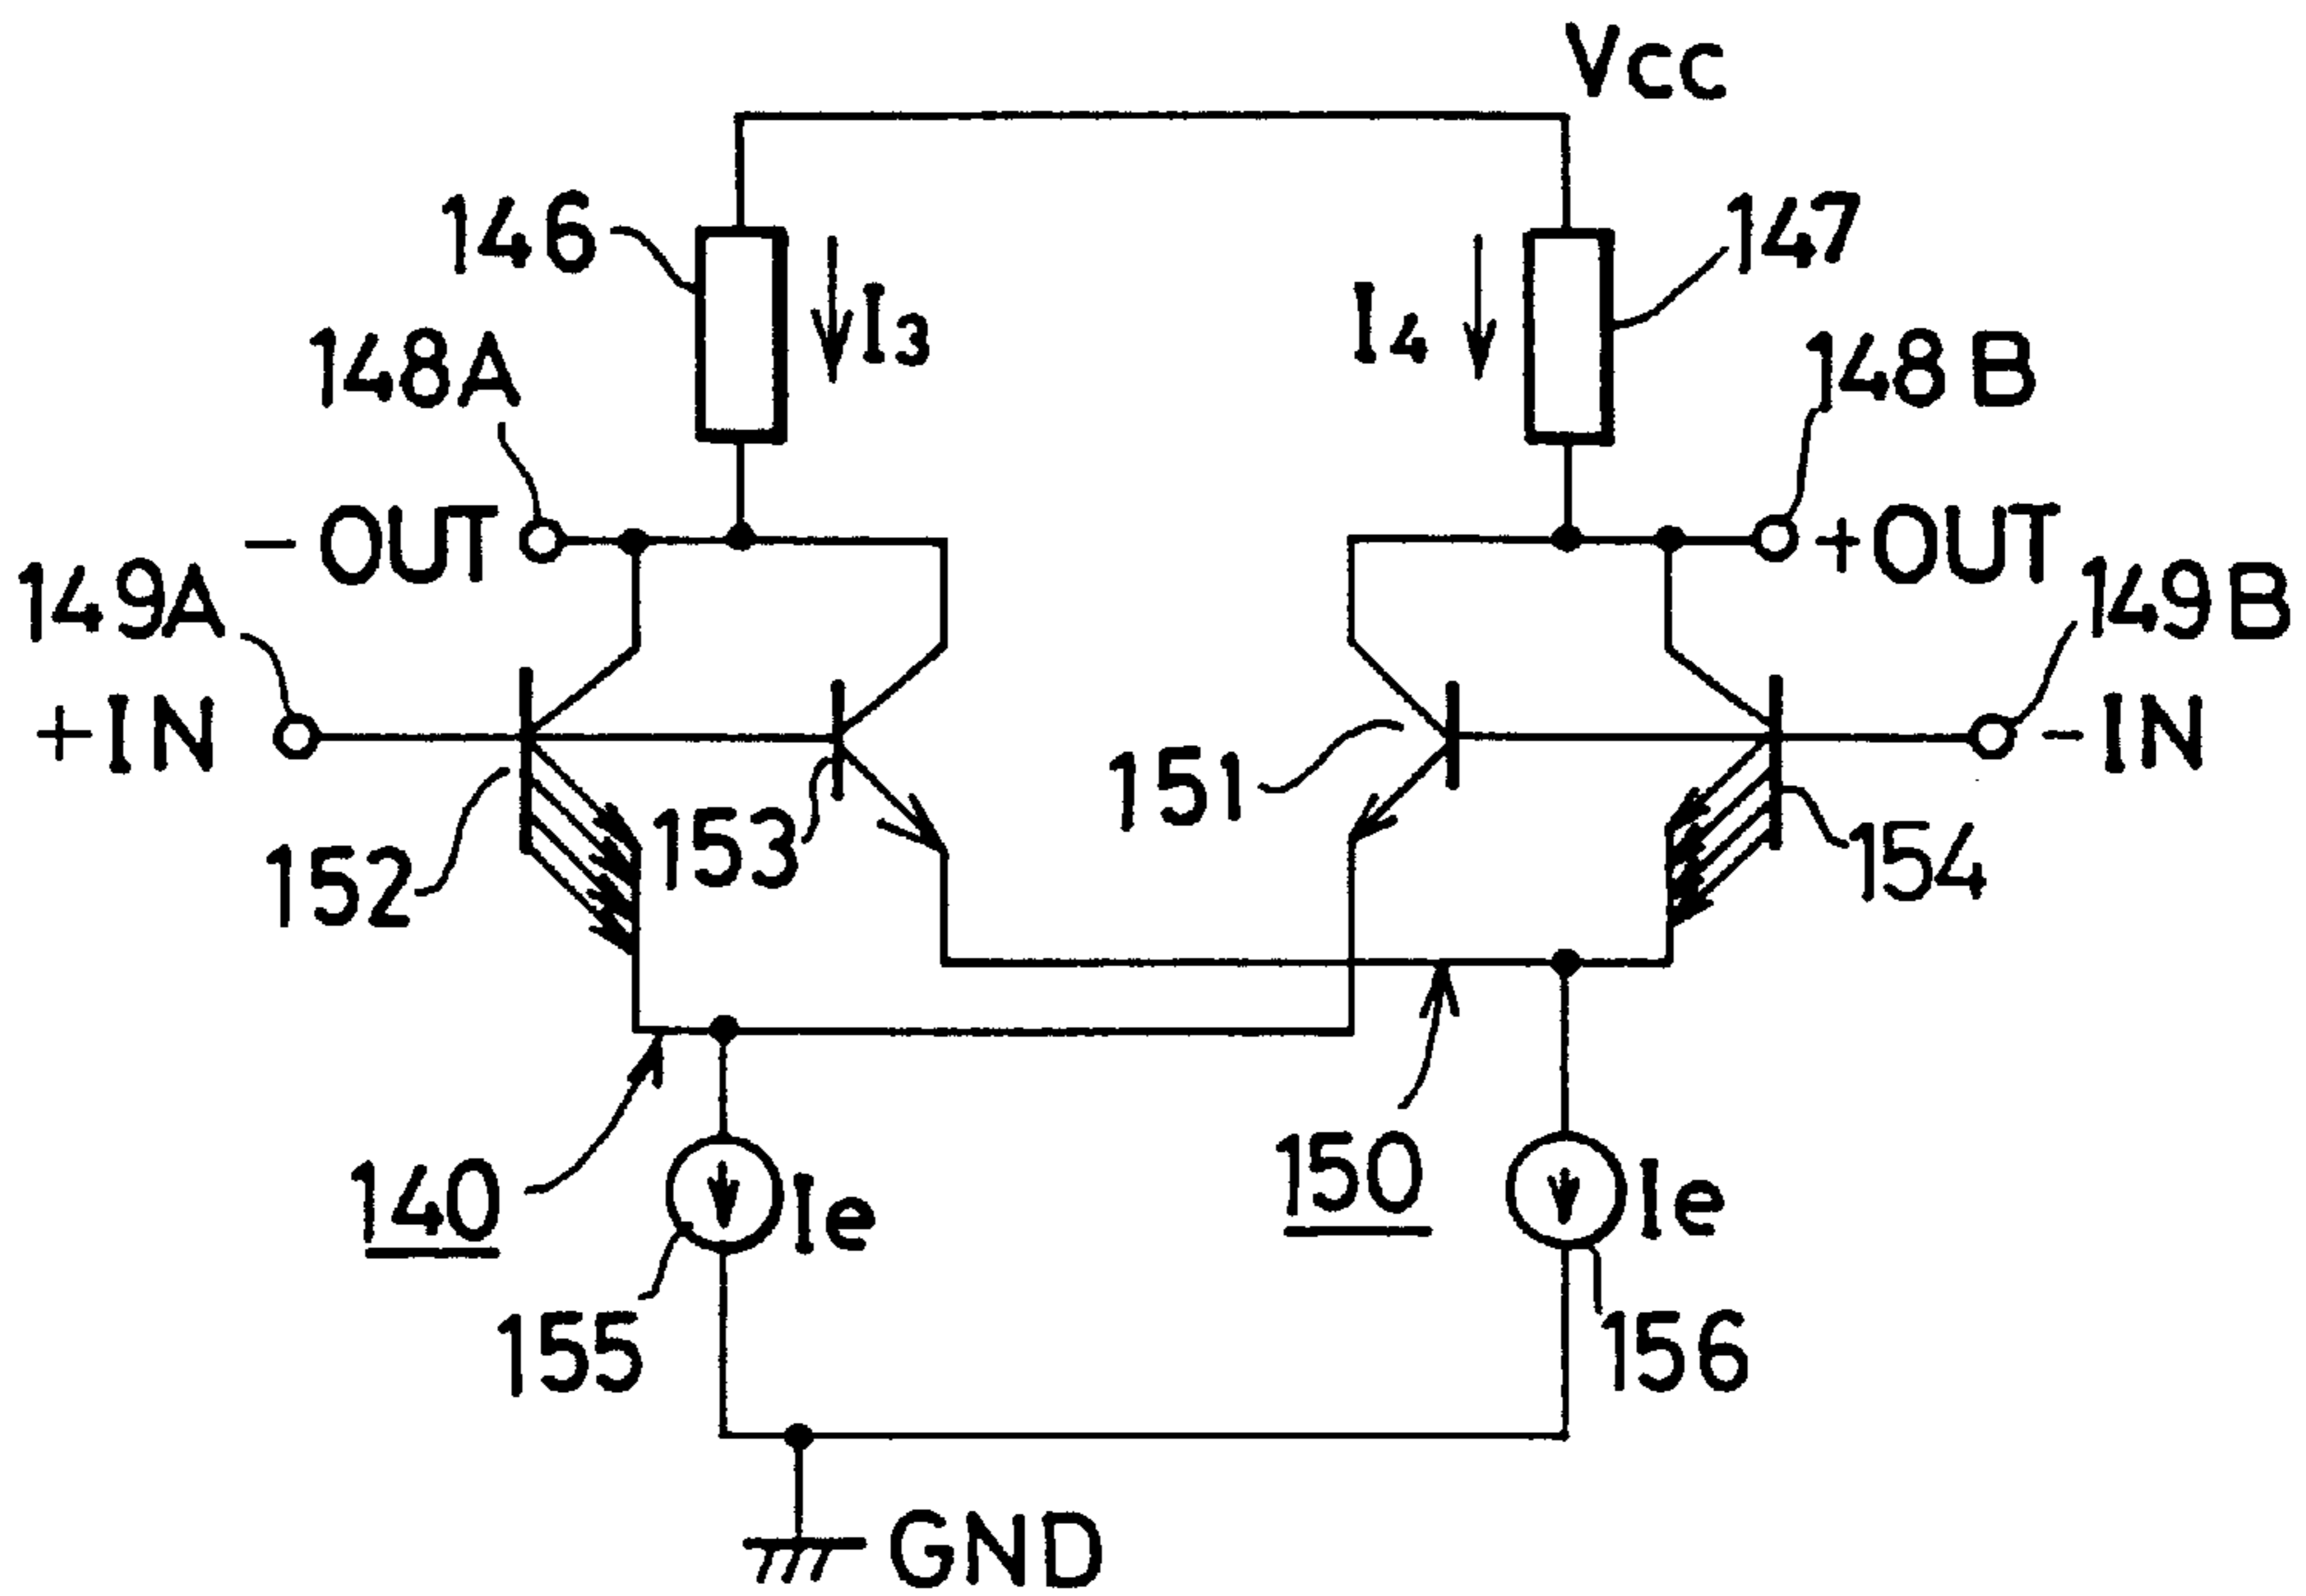 Vcc
146
I3
I4
147
148A
148B
-OUT
+OUT
149A
149B
+IN
-IN
151
152
153
154
140
Ie
150
Ie
155
156
GND